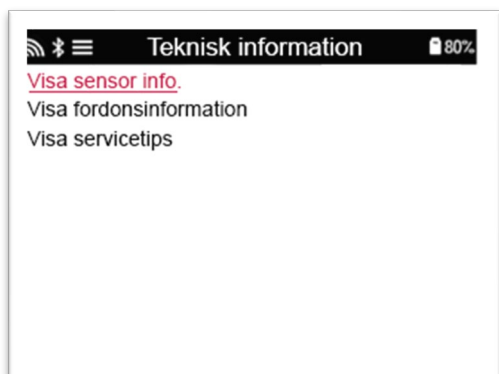 Teknisk information 80%
Visa sensor info.
Visa fordonsinformation
Visa servicetips